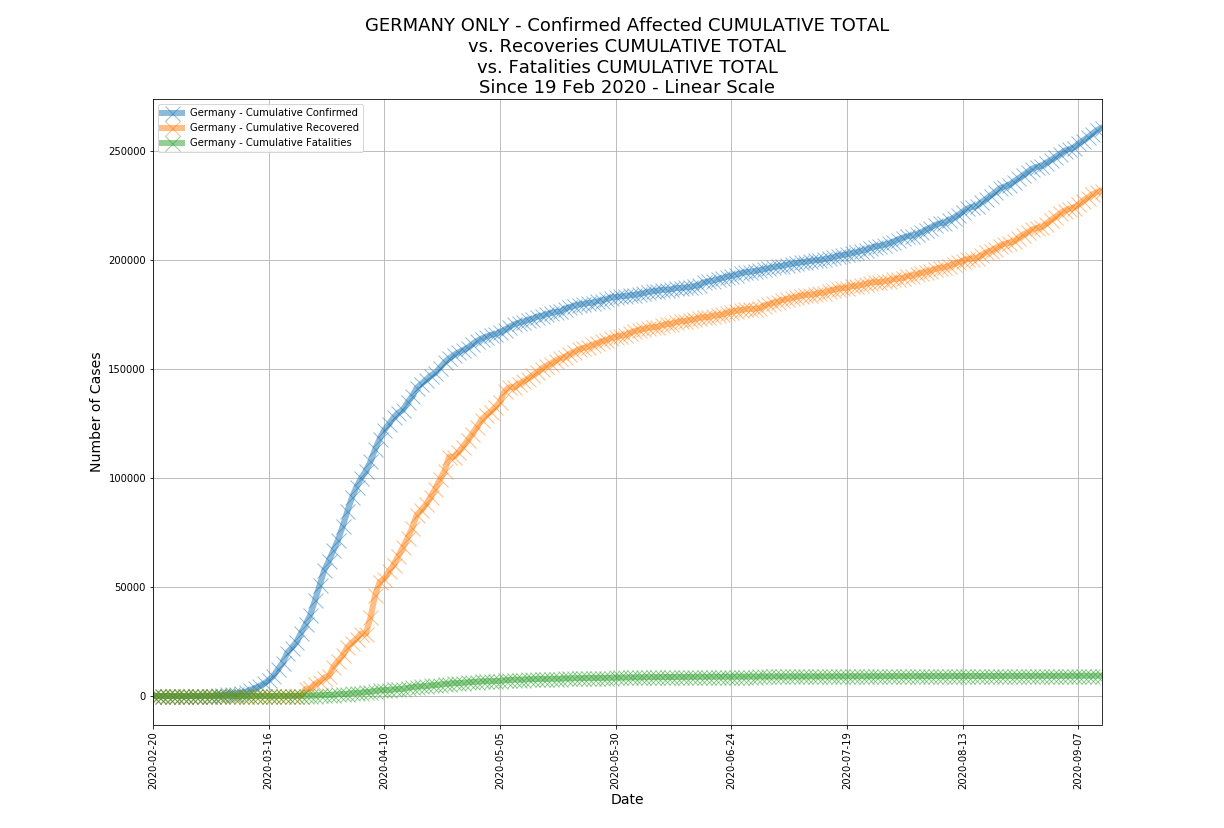 GERMANY ONLY - Confirmed Affected CUMULATIVE TOTAL
vs. Recoveries CUMULATIVE TOTAL
vs. Fatalities CUMULATIVE TOTAL
Since 19 Feb 2020 - Linear Scale
Germany - Cumulative Confirmed
Germany - Cumulative Recovered
Germany - Cumulative Fatalities
Number of Cases
250000
200000
150000
100000
50000
0
2020-02-20
2020-03-16
2020-04-10
2020-05-05
2020-05-30
2020-06-24
2020-07-19
2020-08-13
2020-09-07
Date